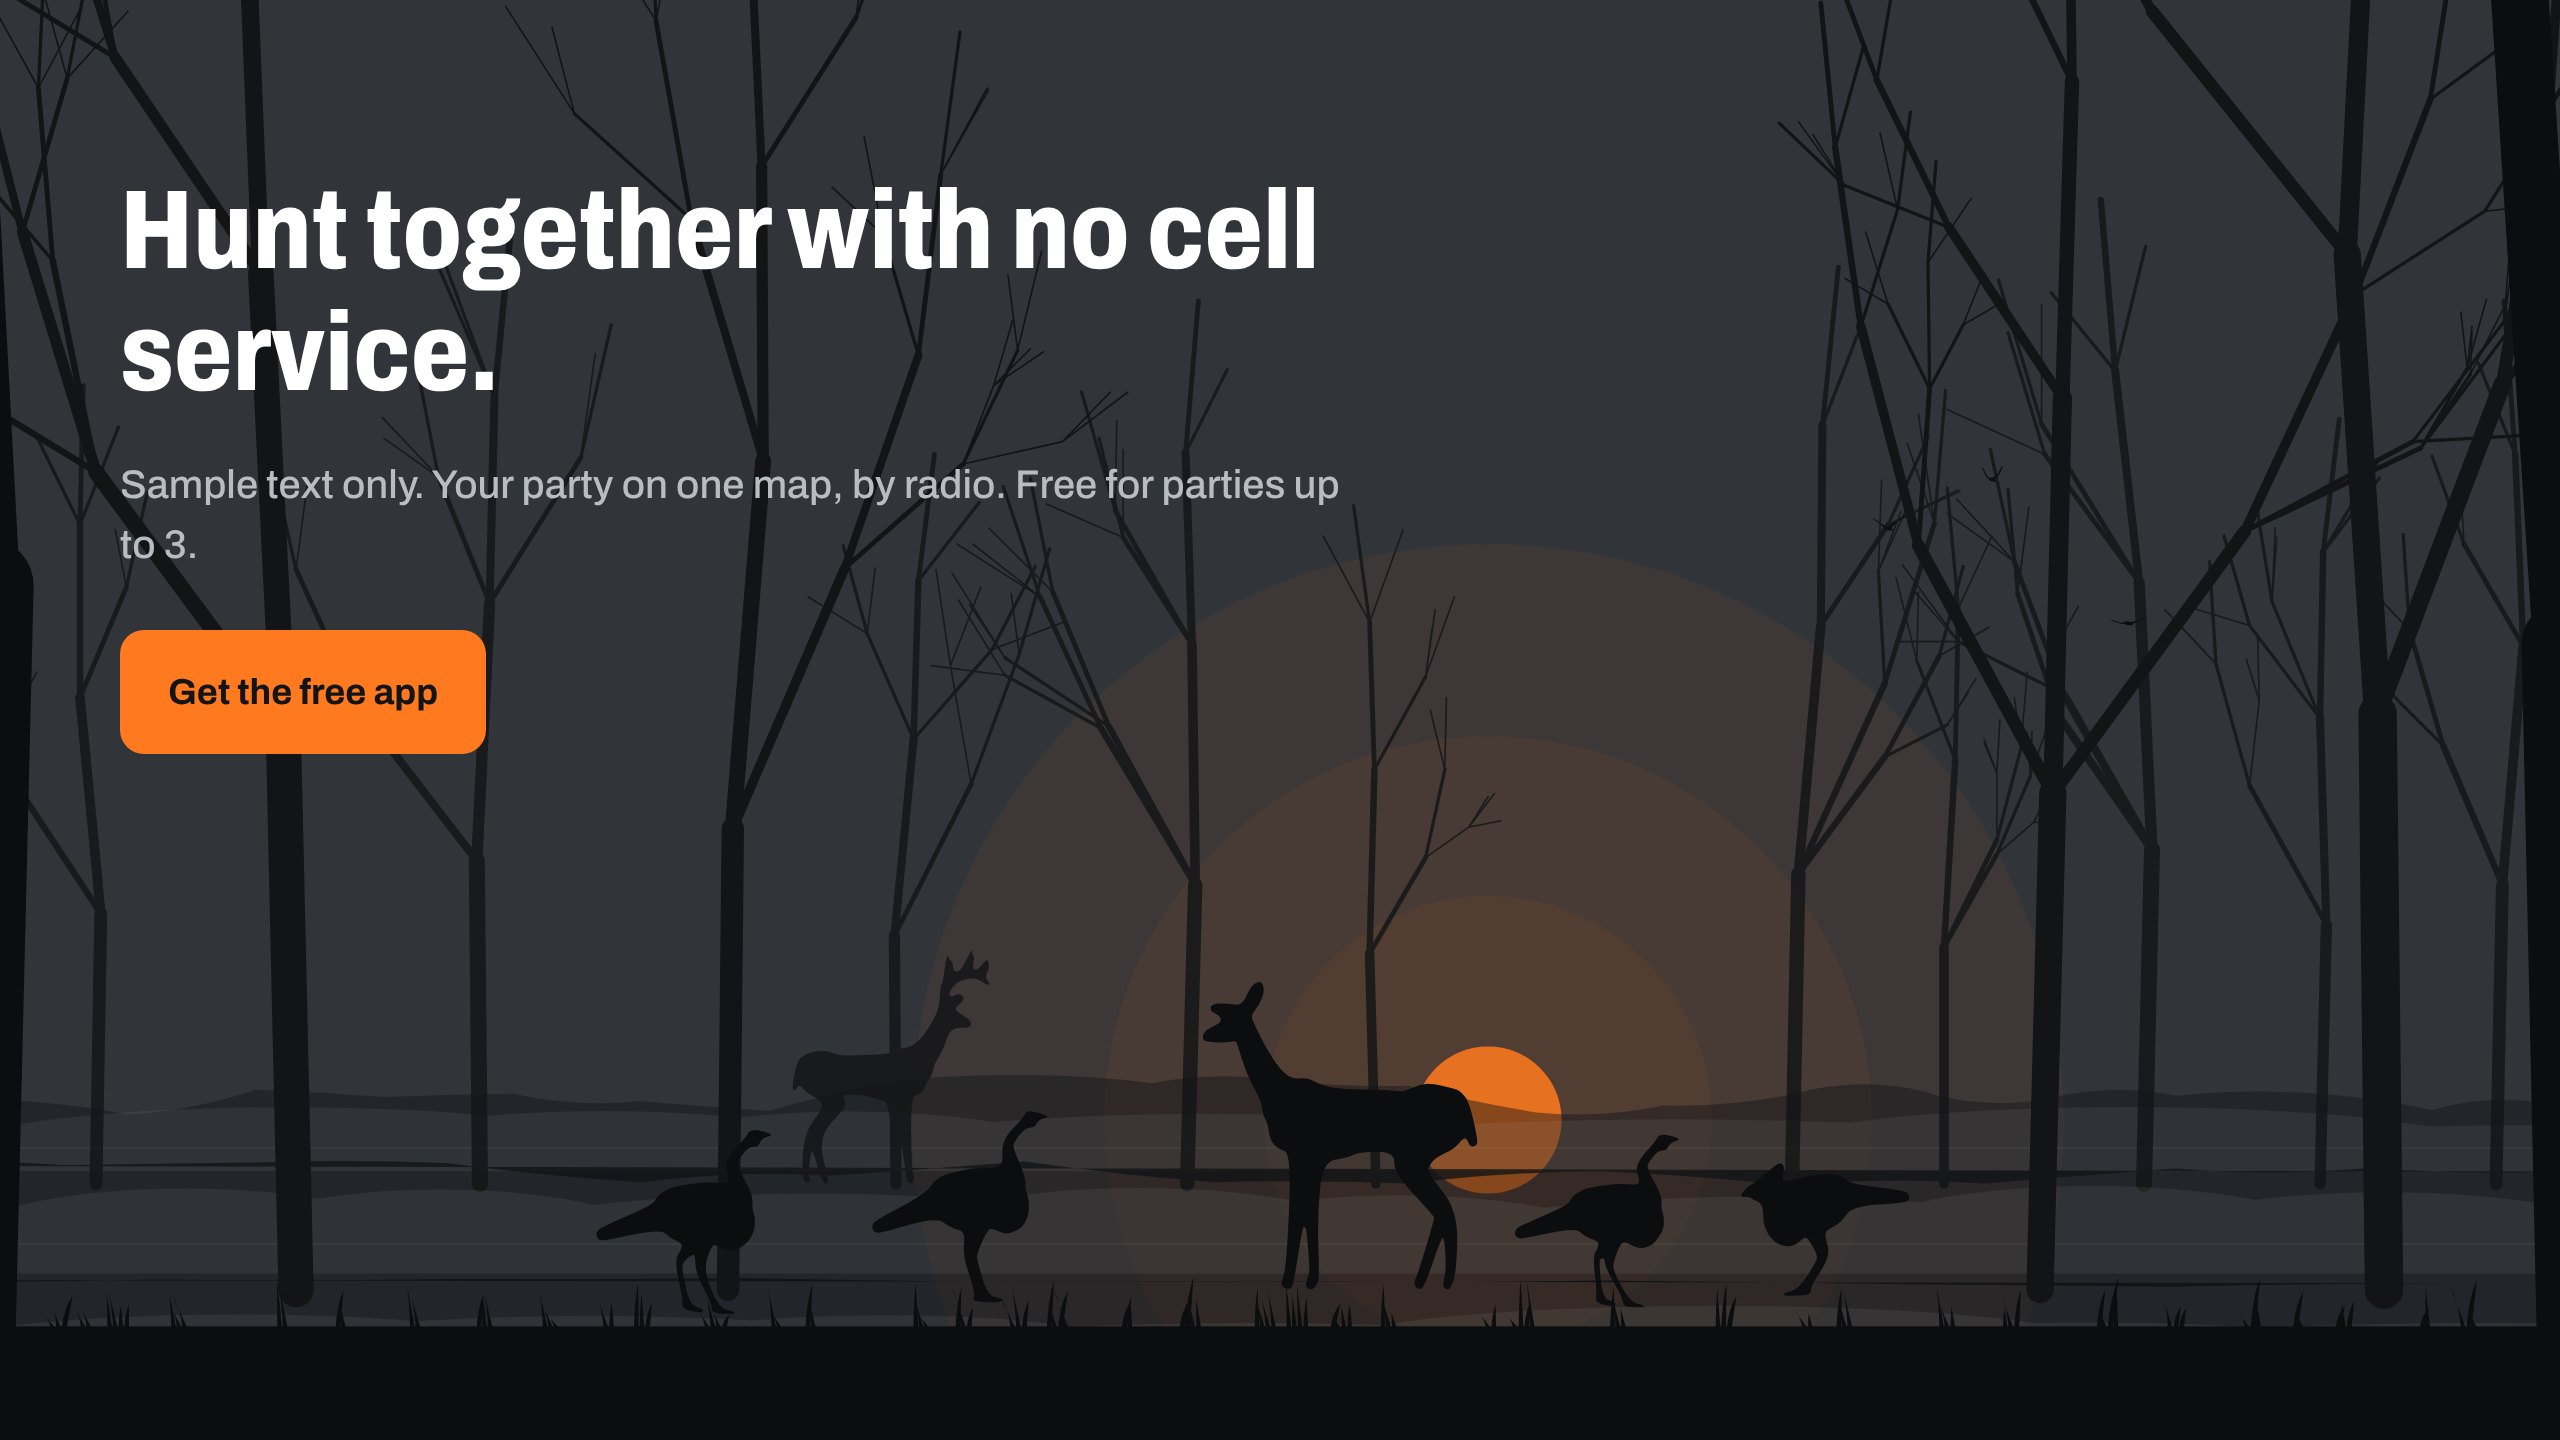 Hunt together with no cell
service.
Sample text only. Your party on one map, by radio. Free for parties up
to 3.
Get the free app